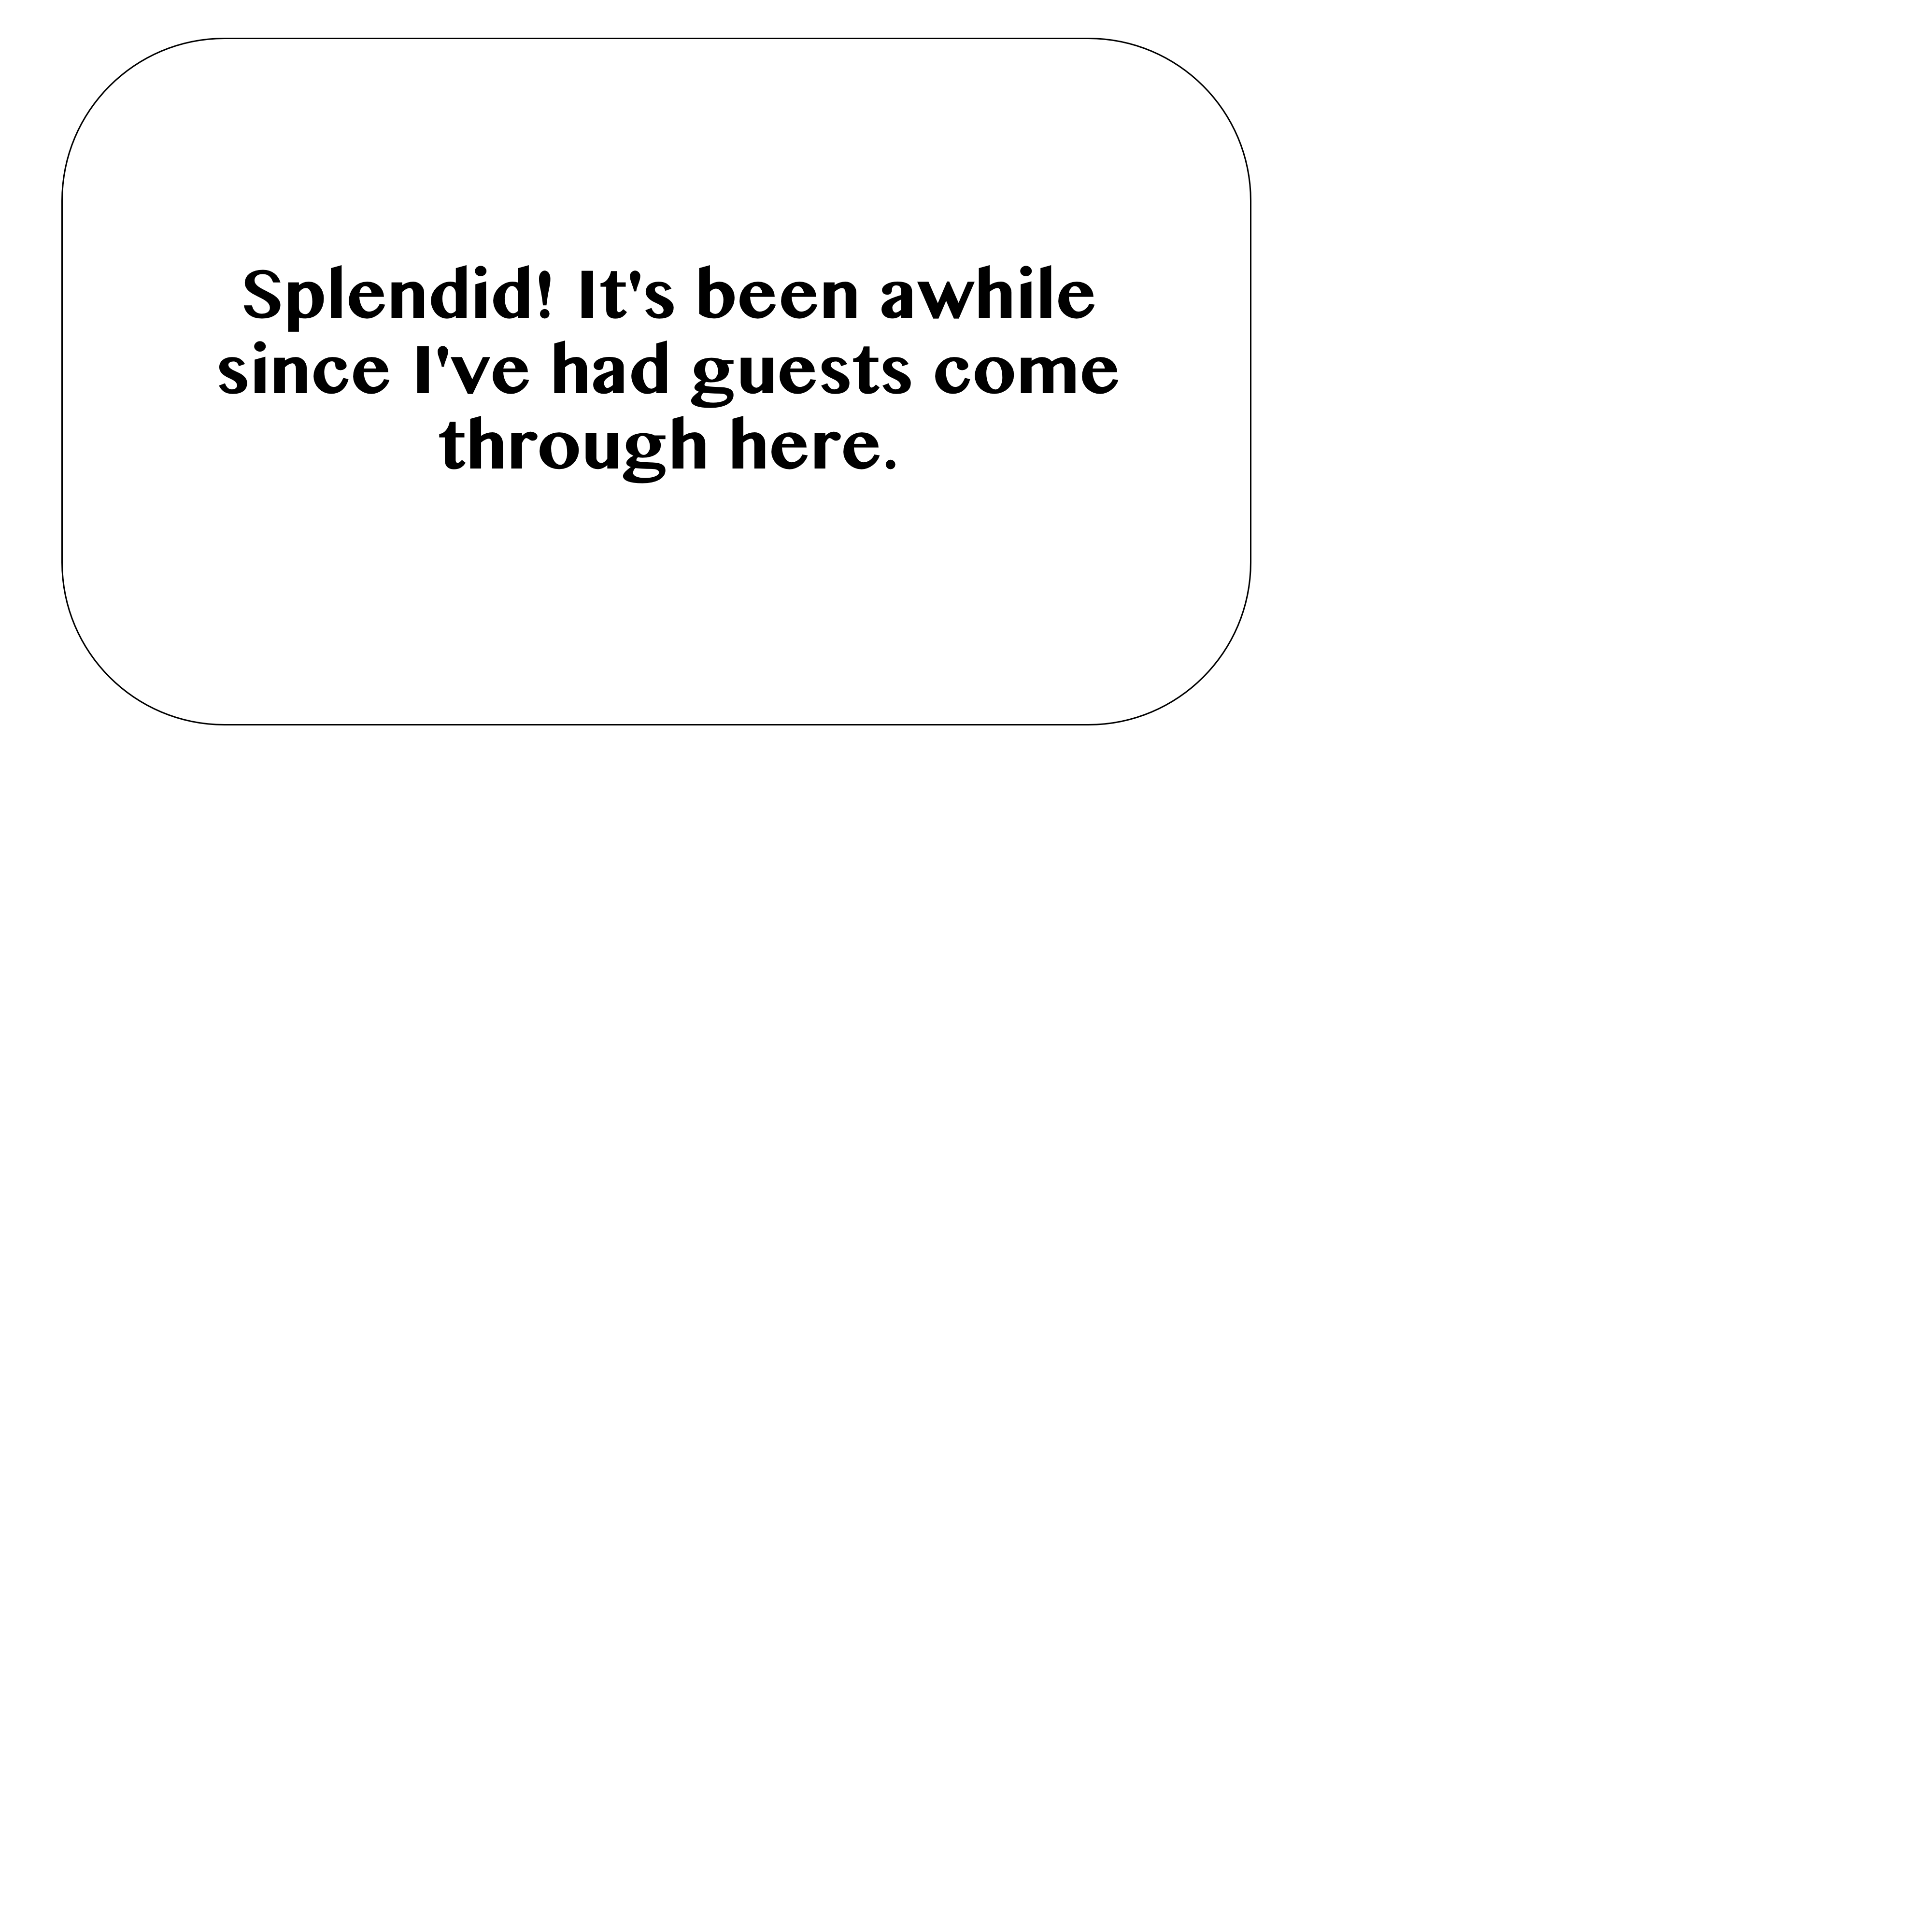 Splendid! It's been awhile
since I've had guests come
through here.